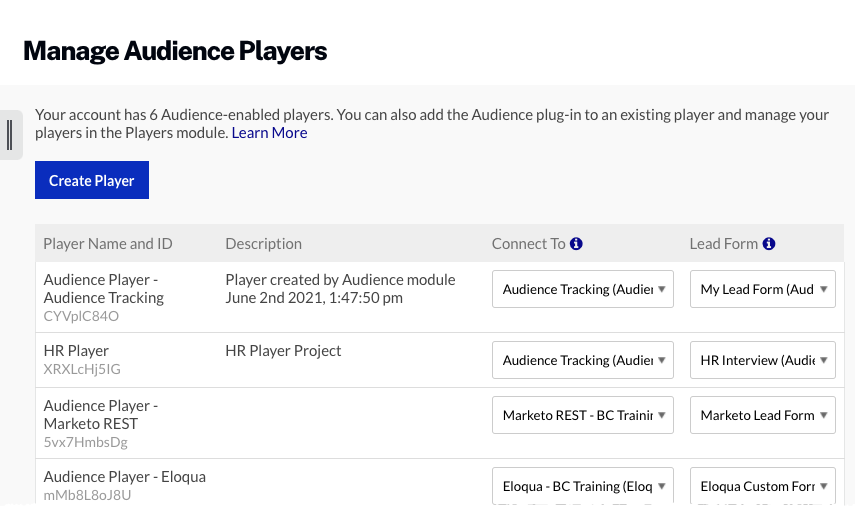 Manage Audience Players
Your account has 6 Audience-enabled players. You can also add the Audience plug-in to an existing player and manage your
players in the Players module. Learn More
Create Player
Player Name and ID Description Connect To Lead Form
Audience Player - Player created by Audience module
Audience Tracking June 2nd 2021, 1:47:50 pm Audience Tracking (Audier My Lead Form (Aud
CYVplC84O
HR Player HR Player Project Audience Tracking (Audier HR Interview (Audie
XRXLcHj5IG
Audience Player -
Marketo REST Marketo REST - BC Trainir Marketo Lead Form
5vx7HmbsDg
Audience Player - Eloqua Eloqua - BC Training (Eloq Eloqua Custom Forr
mMb8L8oJ8U